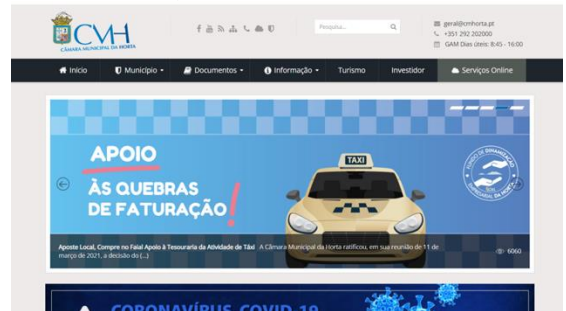 CMH
CÂMARA MUNICIPAL DA HORTA
Pesquisa...
geral@cmhorta.pt
+351 292 202000
GAM Dias úteis: 8:45 - 16:00
Início
Município
Documentos
Informação
Turismo
Investidor
Serviços Online
APOIO
ÀS QUEBRAS
DE FATURAÇÃO
TAXI
Aposte Local, Compre no Faial Apoio à Tesouraria da Atividade de Táxi A Câmara Municipal da Horta ratificou, em sua reunião de 11 de
março de 2021, a decisão do (...)
6060
CORONAVÍRUS COVID-19